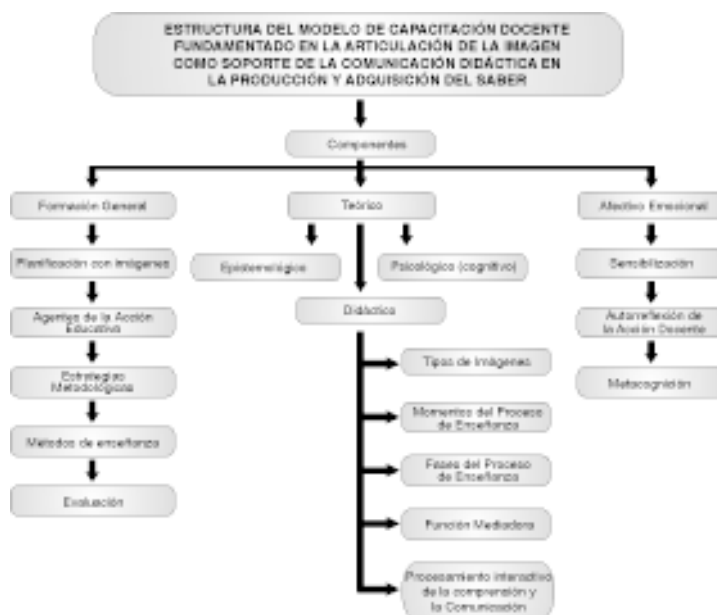 ESTRUCTURA DEL MODELO DE CAPACITACIÓN DOCENTE
FUNDAMENTADO EN LA ARTICULACIÓN DE LA IMAGEN
COMO SOPORTE DE LA COMUNICACIÓN DIDÁCTICA EN
LA PRODUCCIÓN Y ADQUISICIÓN DEL SABER
Componentes
Formación General
Teórico
Afectivo Emocional
Planificación con imágenes
Epistemológico
Psicológico (cognitivo)
Sensibilización
Agentes de la Acción
Educativa
Didáctico
Autorreflexión de
la Acción Docente
Estrategias
Metodológicas
Tipos de Imágenes
Metacognición
Métodos de enseñanza
Momentos del Proceso
de Enseñanza
Evaluación
Fases del Proceso
de Enseñanza
Función Mediadora
Procesamiento interactivo
de la comprensión y
la Comunicación